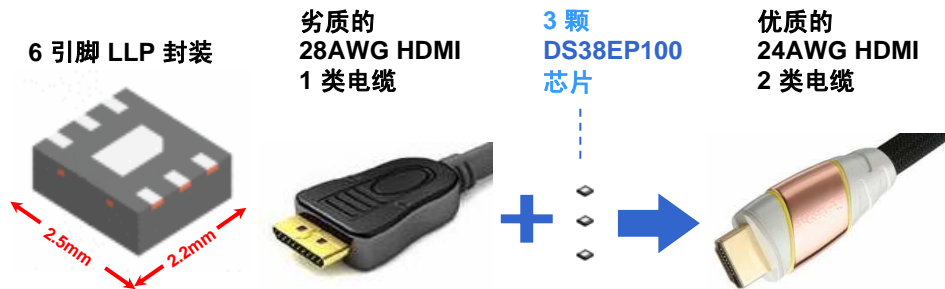 6 引脚 LLP 封装
劣质的
28AWG HDMI
1 类电缆
3 颗
DS38EP100
芯片
优质的
24AWG HDMI
2 类电缆
2.5mm
2.2mm